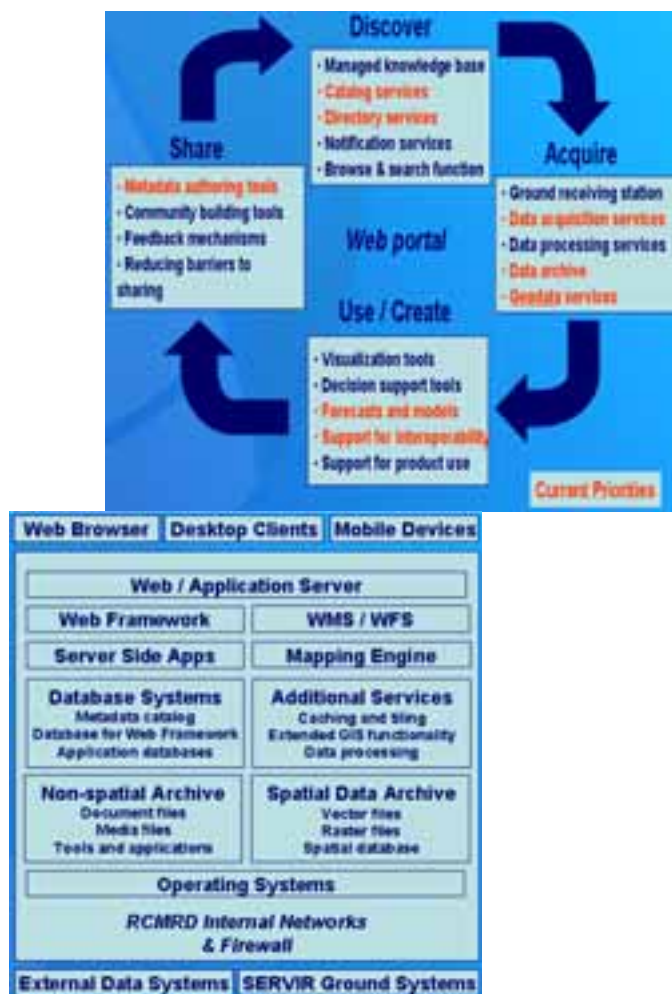 Discover
· Managed knowledge base
· Catalog services
· Directory services
· Notification services
· Browse & search function
Share
· Metadata authoring tools
· Community building tools
· Feedback mechanisms
· Reducing barriers to
sharing
Acquire
· Ground receiving station
· Data acquisition services
· Data processing services
· Data archive
· Geodata services
Web portal
Use / Create
· Visualization tools
· Decision support tools
· Forecasts and models
· Support for interoperability
· Support for product use
Current Priorities
Web Browser Desktop Clients Mobile Devices
Web / Application Server
Web Framework WMS / WFS
Server Side Apps Mapping Engine
Database Systems
Metadata catalog
Database for Web Framework
Application databases
Additional Services
Caching and tiling
Extended GIS functionality
Data processing
Non-spatial Archive
Document files
Media files
Tools and applications
Spatial Data Archive
Vector files
Raster files
Spatial database
Operating Systems
RCMRD Internal Networks
& Firewall
External Data Systems SERVIR Ground Systems